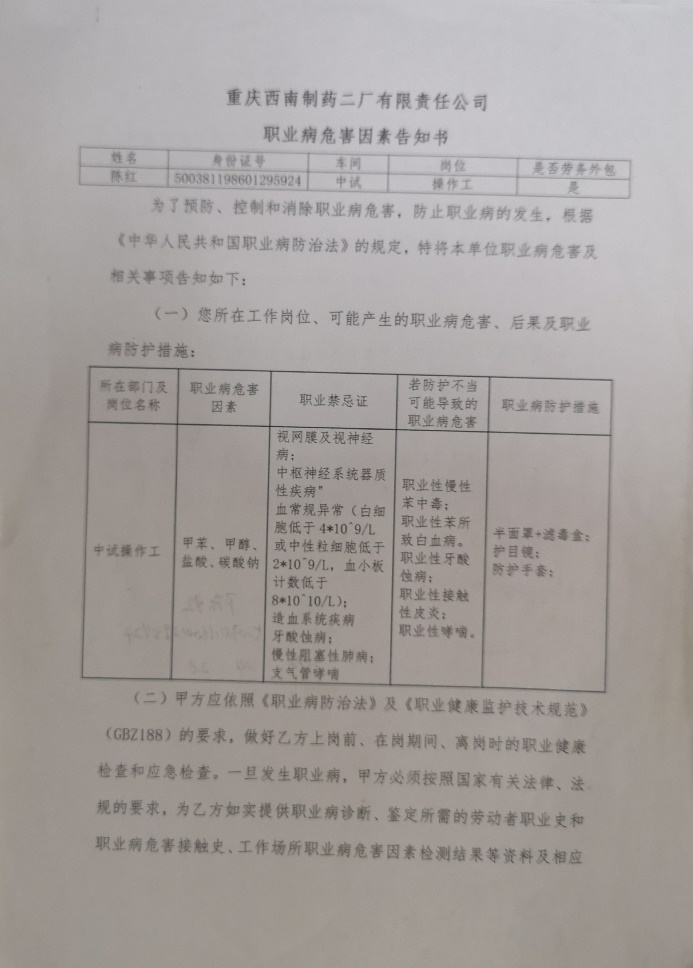 重庆西南制药二厂有限责任公司
职业病危害因素告知书
姓名 身份证号 车间 岗位 是否劳务外包
陈红 500381198601295924 中试 操作工 是
为了预防、控制和消除职业病危害，防止职业病的发生，根据
《中华人民共和国职业病防治法》的规定，特将本单位职业病危害及
相关事项告知如下：
（一）您所在工作岗位、可能产生的职业病危害、后果及职业
病防护措施：
所在部门及
岗位名称
职业病危害
因素
职业禁忌证
若防护不当
可能导致的
职业病危害
职业病防护措施
中试操作工
甲苯、甲醇、
盐酸、碳酸钠
视网膜及视神经
病；
中枢神经系统器质
性疾病"
血常规异常（白细
胞低于4*10^9/L
或中性粒细胞低于
2*10^9/L，血小板
计数低于
8*10^10/L）；
造血系统疾病
牙酸蚀病；
慢性阻塞性肺病；
支气管哮喘
职业性慢性
苯中毒；
职业性苯所
致白血病。
职业性牙酸
蚀病；
职业性接触
性皮炎；
职业性哮喘。
半面罩+滤毒盒；
护目镜；
防护手套；
（二）甲方应依照《职业病防治法》及《职业健康监护技术规范》
（GBZ188）的要求，做好乙方上岗前、在岗期间、离岗时的职业健康
检查和应急检查。一旦发生职业病，甲方必须按照国家有关法律、法
规的要求，为乙方如实提供职业病诊断、鉴定所需的劳动者职业史和
职业病危害接触史、工作场所职业病危害因素检测结果等资料及相应